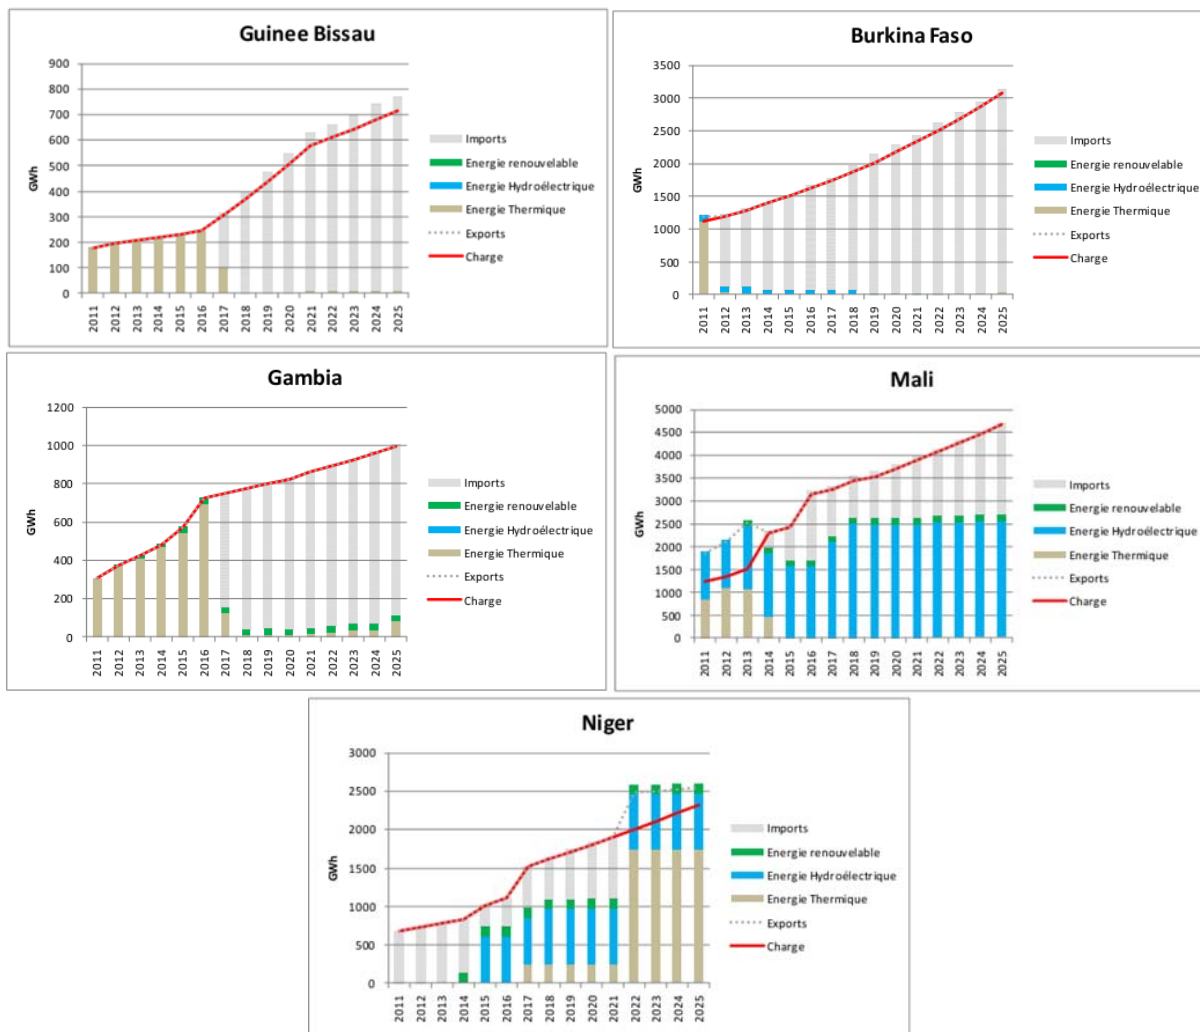 Guinee Bissau
900
800
700
600
500
400
300
200
100
0
GWh
2011
2012
2013
2014
2015
2016
2017
2018
2019
2020
2021
2022
2023
2024
2025
Imports
Energie renouvelable
Energie Hydroélectrique
Energie Thermique
Exports
Charge
Burkina Faso
3500
3000
2500
2000
1500
1000
500
0
GWh
2011
2012
2013
2014
2015
2016
2017
2018
2019
2020
2021
2022
2023
2024
2025
Imports
Energie renouvelable
Energie Hydroélectrique
Energie Thermique
Exports
Charge
Gambia
1200
1000
800
600
400
200
0
GWh
2011
2012
2013
2014
2015
2016
2017
2018
2019
2020
2021
2022
2023
2024
2025
Imports
Energie renouvelable
Energie Hydroélectrique
Energie Thermique
Exports
Charge
Mali
5000
4500
4000
3500
3000
2500
2000
1500
1000
500
0
GWh
2011
2012
2013
2014
2015
2016
2017
2018
2019
2020
2021
2022
2023
2024
2025
Imports
Energie renouvelable
Energie Hydroélectrique
Energie Thermique
Exports
Charge
Niger
3000
2500
2000
1500
1000
500
0
GWh
2011
2012
2013
2014
2015
2016
2017
2018
2019
2020
2021
2022
2023
2024
2025
Imports
Energie renouvelable
Energie Hydroélectrique
Energie Thermique
Exports
Charge